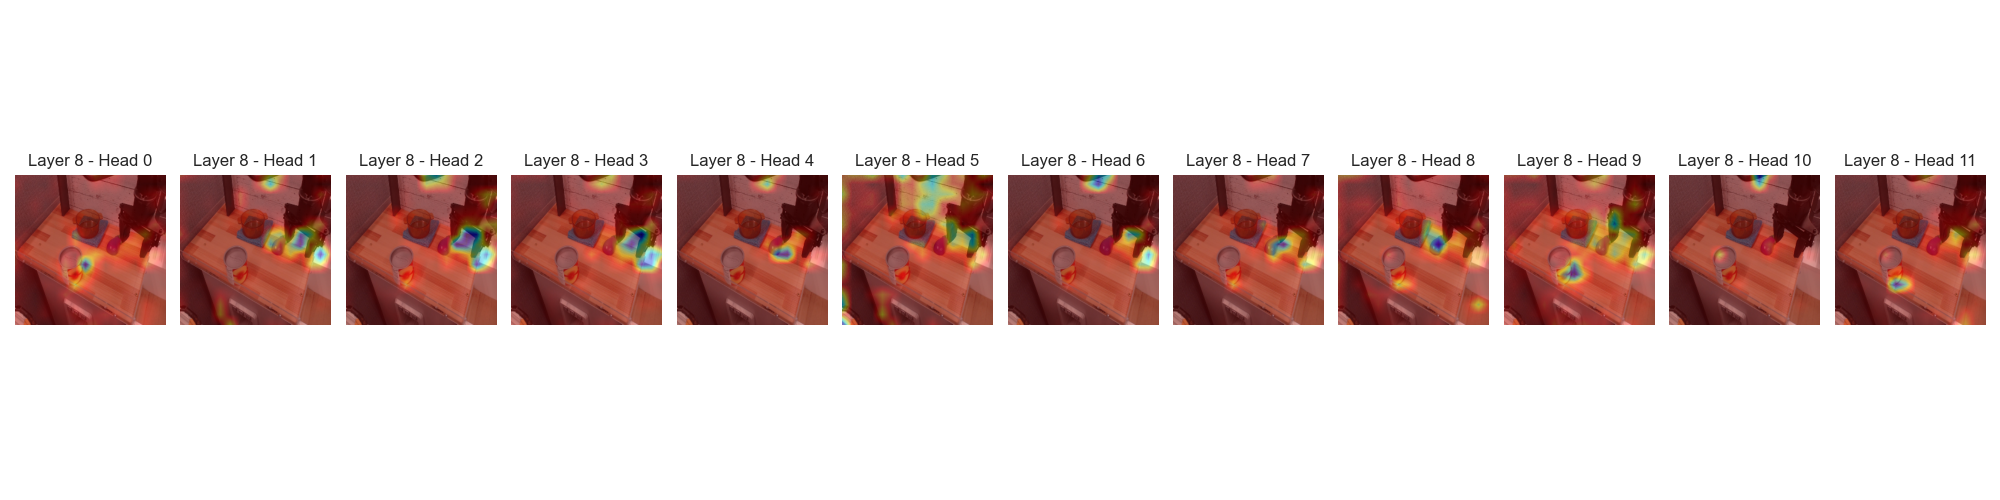 Layer 8 - Head 0
Layer 8 - Head 1
Layer 8 - Head 2
Layer 8 - Head 3
Layer 8 - Head 4
Layer 8 - Head 5
Layer 8 - Head 6
Layer 8 - Head 7
Layer 8 - Head 8
Layer 8 - Head 9
Layer 8 - Head 10
Layer 8 - Head 11